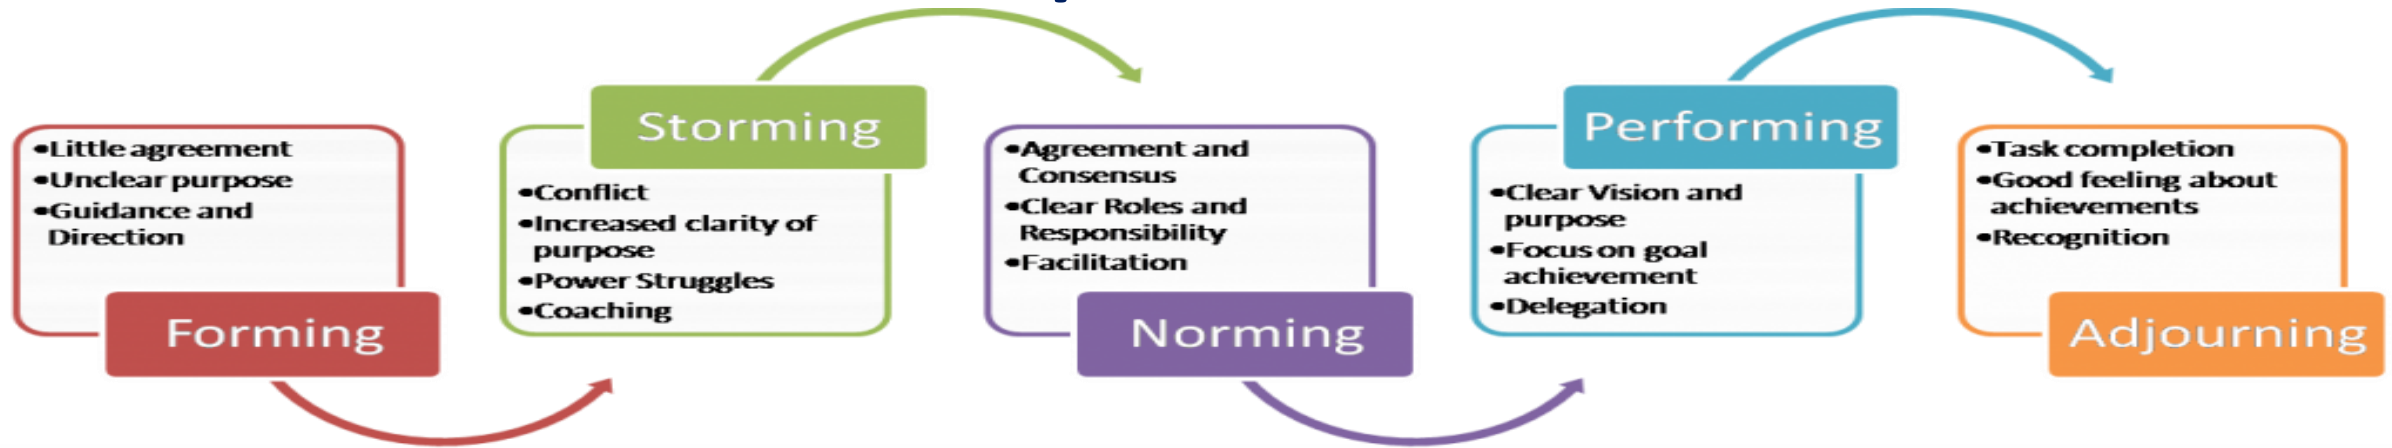 •Little agreement
•Unclear purpose
•Guidance and
Direction
Forming
Storming
•Conflict
•Increased clarity of
purpose
•Power Struggles
•Coaching
•Agreement and
Consensus
•Clear Roles and
Responsibility
•Facilitation
Norming
Performing
•Clear Vision and
purpose
•Focus on goal
achievement
•Delegation
•Task completion
•Good feeling about
achievements
•Recognition
Adjourning